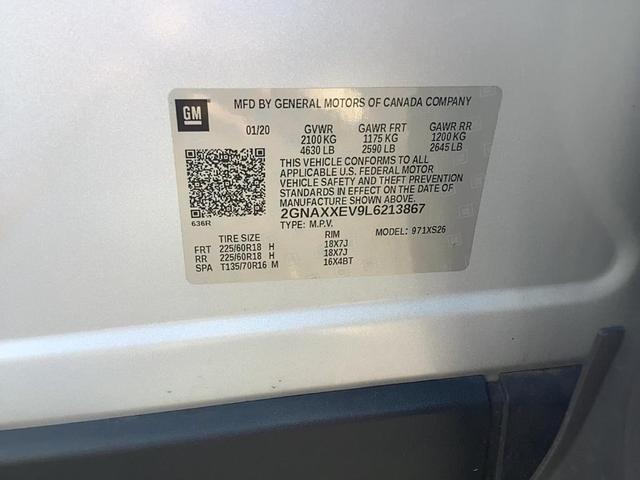 GM
MFD BY GENERAL MOTORS OF CANADA COMPANY
01/20 GVWR GAWR FRT GAWR RR
2100 KG 1175 KG 1200 KG
4630 LB 2590 LB 2645 LB
THIS VEHICLE CONFORMS TO ALL
APPLICABLE U.S. FEDERAL MOTOR
VEHICLE SAFETY AND THEFT PREVENTION
STANDARDS IN EFFECT ON THE DATE OF
MANUFACTURE SHOWN ABOVE.
2GNAXXEV9L6213867
636R
TYPE: M.P.V. MODEL: 971XS26
TIRE SIZE RIM
FRT 225/60R18 H 18X7J
RR 225/60R18 H 18X7J
SPA T135/70R16 M 16X4BT